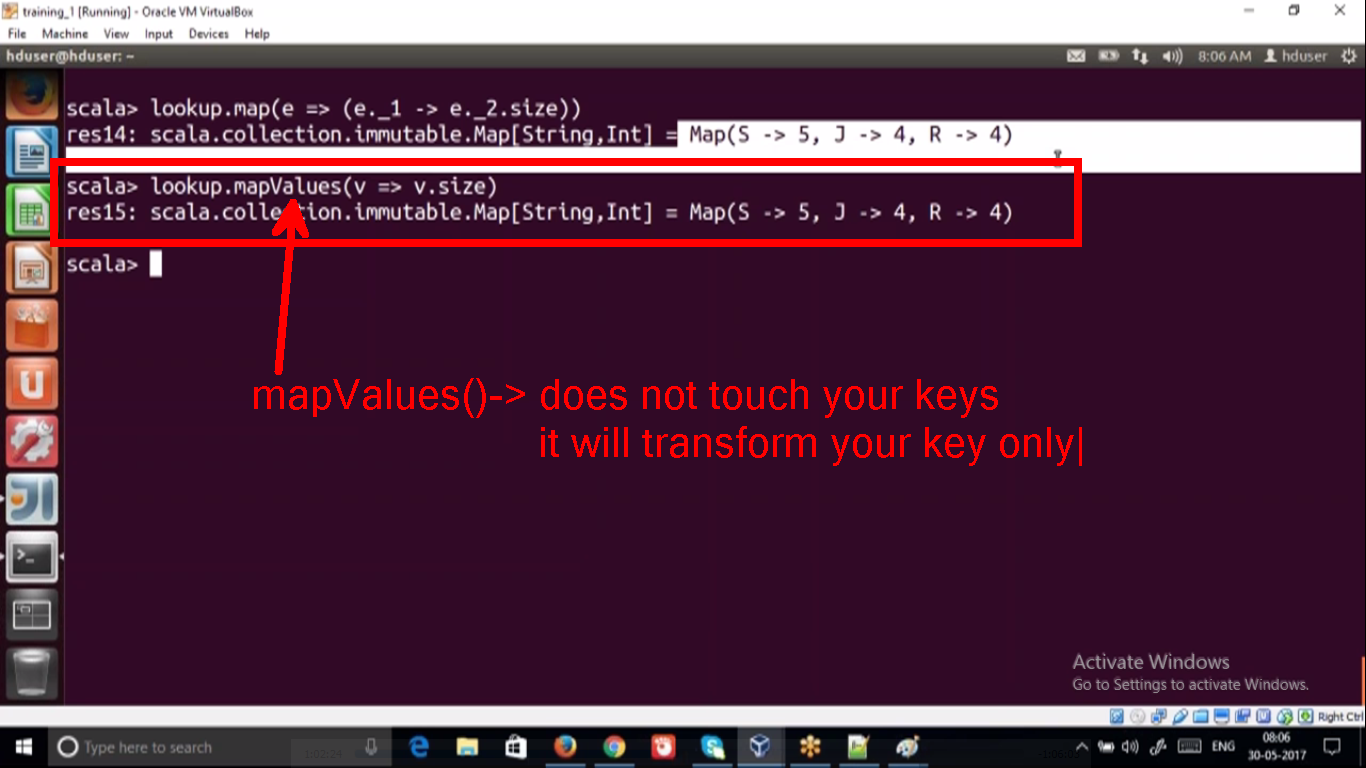 training_1 [Running] - Oracle VM VirtualBox
File Machine View Input Devices Help
hduser@hduser: ~
8:06 AM hduser
scala> lookup.map(e => (e._1 -> e._2.size))
res14: scala.collection.immutable.Map[String,Int] = Map(S -> 5, J -> 4, R -> 4)
scala> lookup.mapValues(v => v.size)
res15: scala.collection.immutable.Map[String,Int] = Map(S -> 5, J -> 4, R -> 4)
scala>
mapValues()-> does not touch your keys
it will transform your key only
Activate Windows
Go to Settings to activate Windows.
Right Ctrl
Type here to search
1:02:24
ENG
08:06
30-05-2017